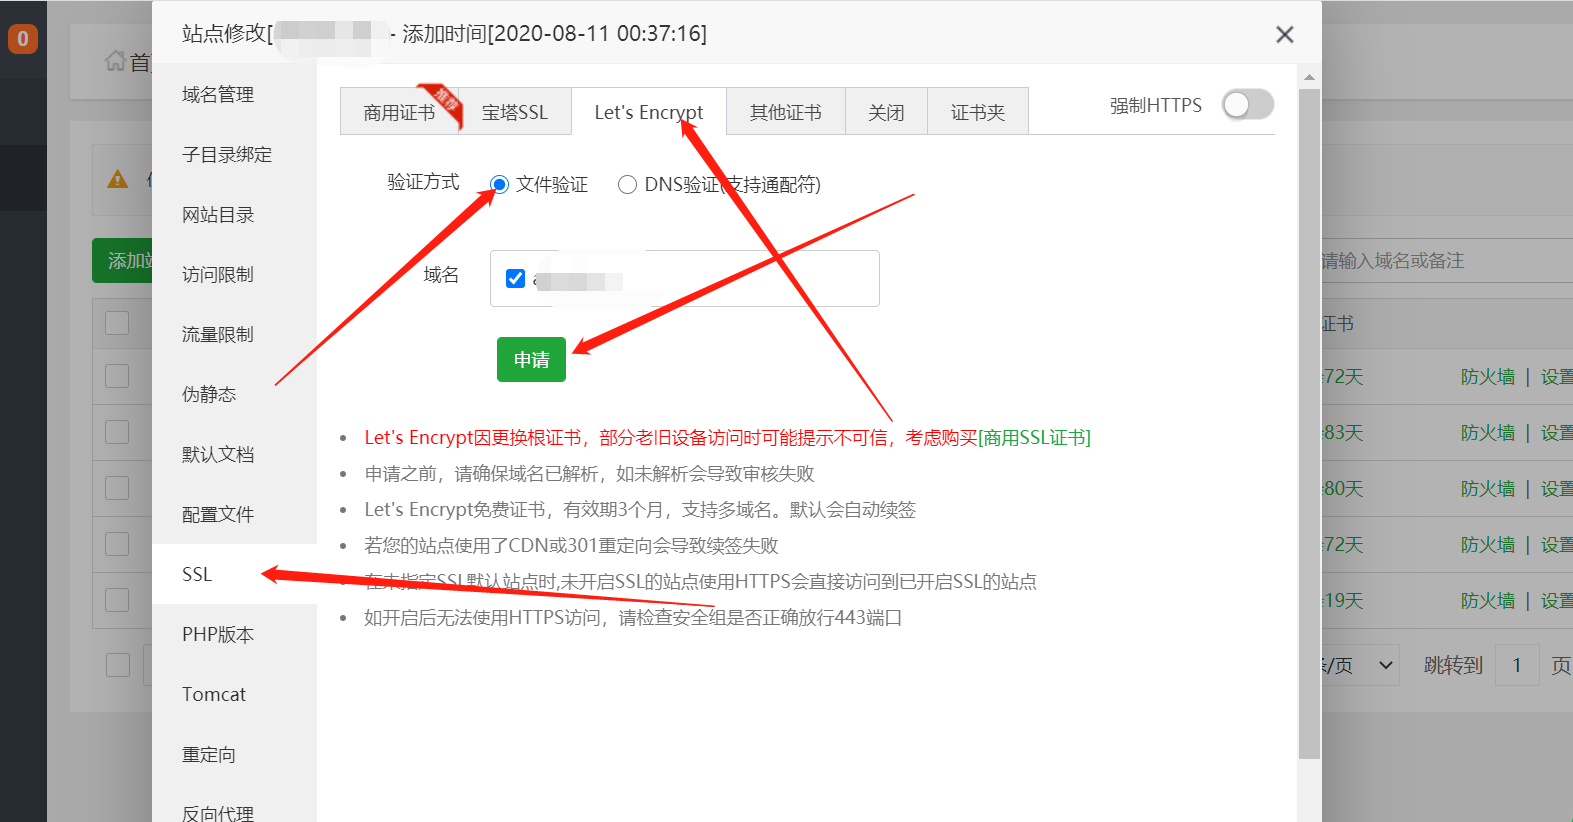 0
站点修改[ - 添加时间[2020-08-11 00:37:16]
首
域名管理
子目录绑定
网站目录
访问限制
流量限制
伪静态
默认文档
配置文件
SSL
PHP版本
Tomcat
重定向
反向代理
商用证书
推荐
宝塔SSL
Let's Encrypt
其他证书
关闭
证书夹
强制HTTPS
验证方式
文件验证
DNS验证(支持通配符)
域名
申请
Let's Encrypt因更换根证书，部分老旧设备访问时可能提示不可信，考虑购买[商用SSL证书]
申请之前，请确保域名已解析，如未解析会导致审核失败
Let's Encrypt免费证书，有效期3个月，支持多域名。默认会自动续签
若您的站点使用了CDN或301重定向会导致续签失败
在未指定SSL默认站点时,未开启SSL的站点使用HTTPS会直接访问到已开启SSL的站点
如开启后无法使用HTTPS访问，请检查安全组是否正确放行443端口
添加
请输入域名或备注
证书
72天 防火墙 | 设置
83天 防火墙 | 设置
80天 防火墙 | 设置
72天 防火墙 | 设置
19天 防火墙 | 设置
条/页 跳转到 1 页